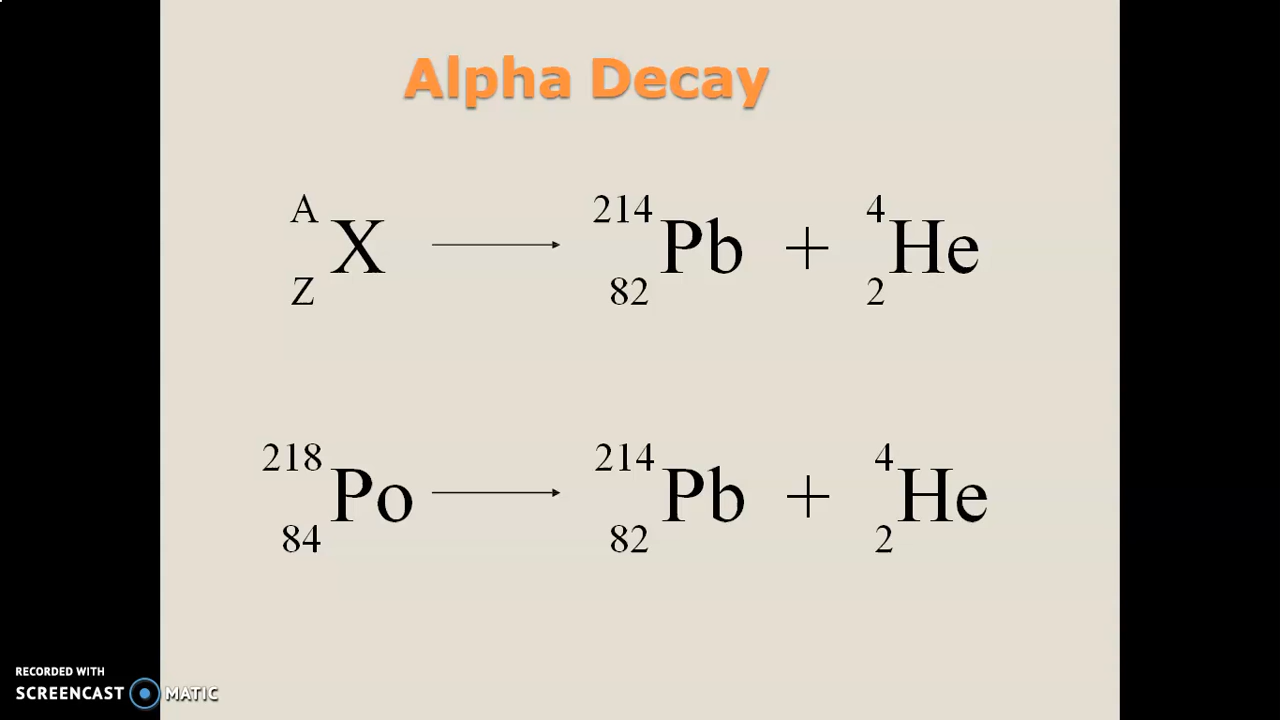 Alpha Decay
A 214 4
X Pb + He
Z 82 2
218 214 4
Po Pb + He
84 82 2
RECORDED WITH
SCREENCAST MATIC